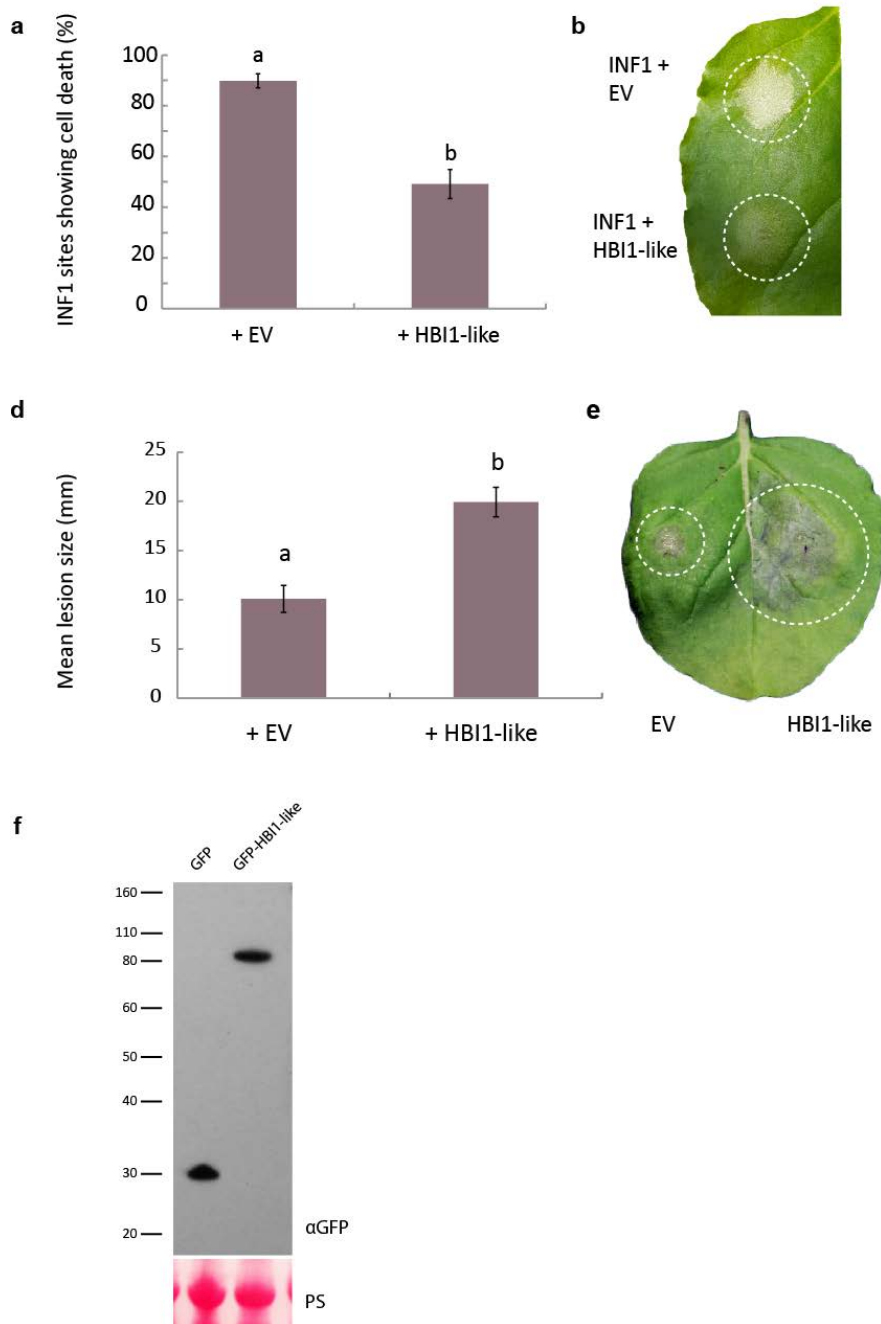 a
INF1 sites showing cell death (%)
100
80
60
40
20
0
a
b
+ EV
+ HBI1-like
b
INF1 +
EV
INF1 +
HBI1-like
d
Mean lesion size (mm)
25
20
15
10
5
0
a
b
+ EV
+ HBI1-like
e
EV
HBI1-like
f
GFP
GFP-HBI1-like
160
110
80
60
50
40
30
20
αGFP
PS